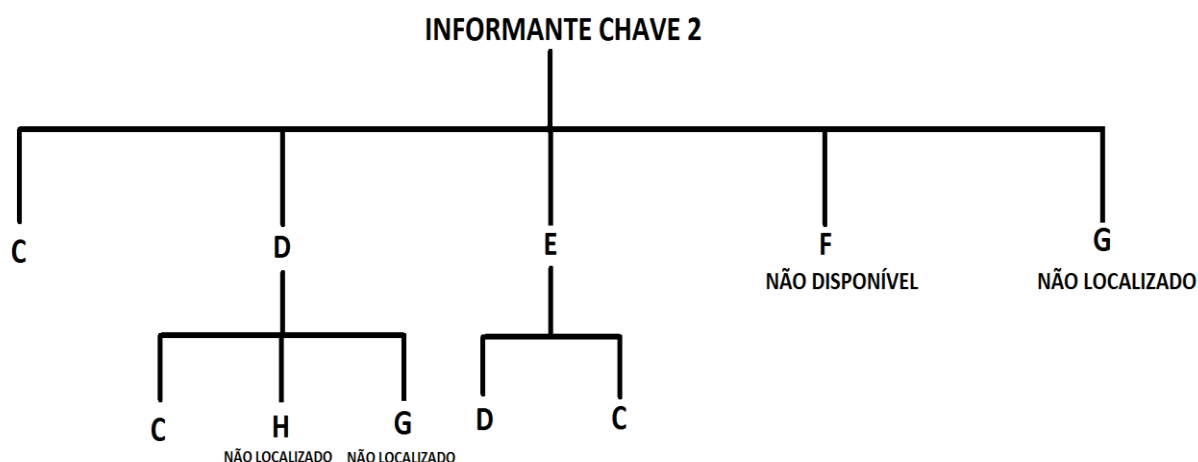 INFORMANTE CHAVE 2
C D E F G
NÃO DISPONÍVEL NÃO LOCALIZADO
C H G D C
NÃO LOCALIZADO NÃO LOCALIZADO